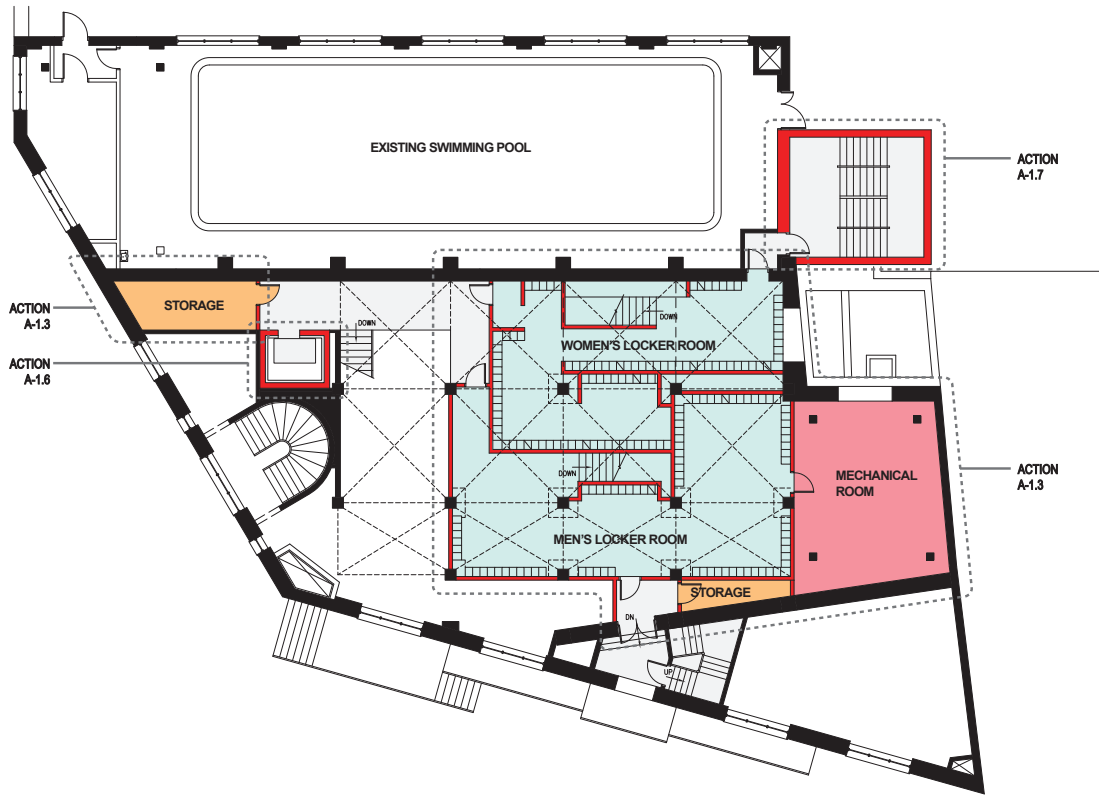 EXISTING SWIMMING POOL
ACTION
A-1.7
STORAGE
ACTION
A-1.3
DOWN
DOWN
WOMEN'S LOCKER ROOM
ACTION
A-1.6
DOWN
MECHANICAL
ROOM
ACTION
A-1.3
MEN'S LOCKER ROOM
STORAGE
DN
UP